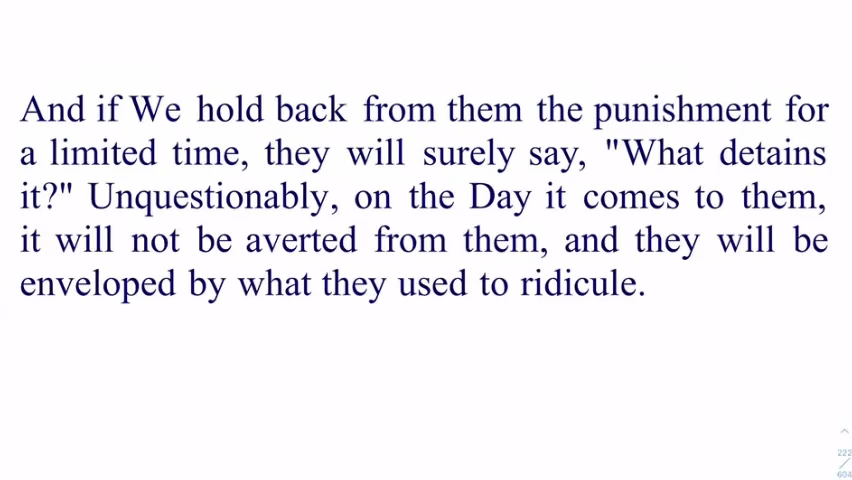 And if We hold back from them the punishment for
a limited time, they will surely say, "What detains
it?" Unquestionably, on the Day it comes to them,
it will not be averted from them, and they will be
enveloped by what they used to ridicule.
222
/
604